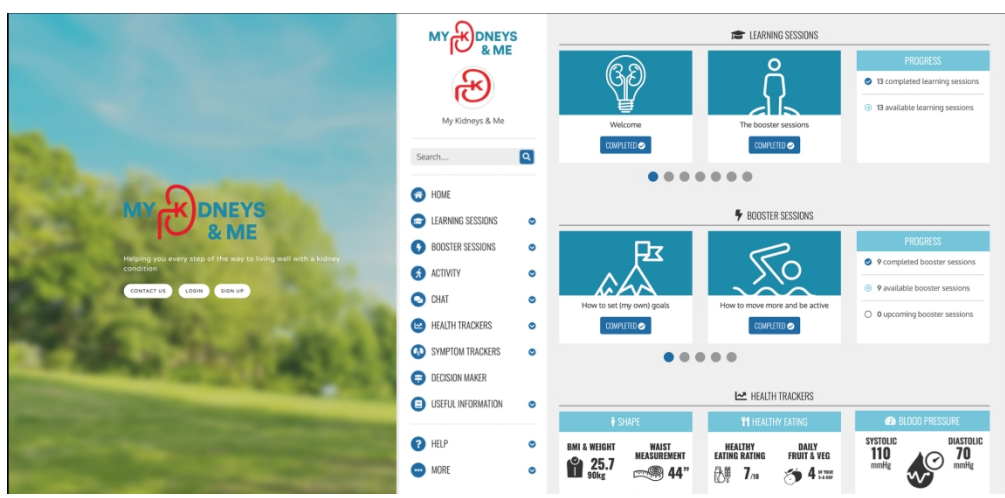 MY K DNEYS
& ME
Helping you every step of the way to living well with a kidney
condition
CONTACT US
LOGIN
SIGN UP
MY K DNEYS
& ME
K
My Kidneys & Me
Search....
HOME
LEARNING SESSIONS
BOOSTER SESSIONS
ACTIVITY
CHAT
HEALTH TRACKERS
SYMPTOM TRACKERS
DECISION MAKER
USEFUL INFORMATION
HELP
MORE
LEARNING SESSIONS
Welcome
COMPLETED
The booster sessions
COMPLETED
PROGRESS
13 completed learning sessions
13 available learning sessions
BOOSTER SESSIONS
How to set (my own) goals
COMPLETED
How to move more and be active
COMPLETED
PROGRESS
9 completed booster sessions
9 available booster sessions
0 upcoming booster sessions
HEALTH TRACKERS
SHAPE
BMI & WEIGHT
25.7
90kg
WAIST
MEASUREMENT
44"
HEALTHY EATING
HEALTHY
EATING RATING
7/10
DAILY
FRUIT & VEG
4 OF YOUR
5-A-DAY
BLOOD PRESSURE
SYSTOLIC
110
mmHg
DIASTOLIC
70
mmHg